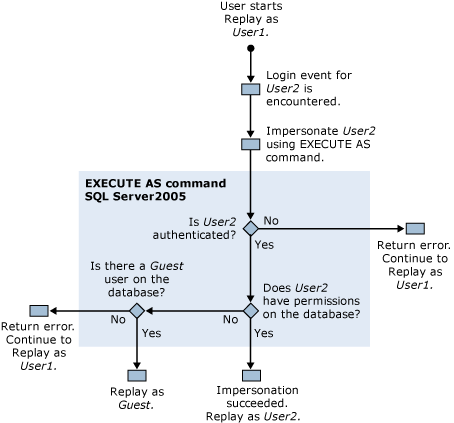 User starts
Replay as
User1.
Login event for
User2 is
encountered.
Impersonate User2
using EXECUTE AS
command.
EXECUTE AS command
SQL Server2005
Is User2
authenticated?
No
Yes
Return error.
Continue to
Replay as
User1.
Is there a Guest
user on the
database?
Does User2
have permissions
on the database?
No
Yes
No
Yes
Return error.
Continue to
Replay as
User1.
Replay as
Guest.
Impersonation
succeeded.
Replay as User2.